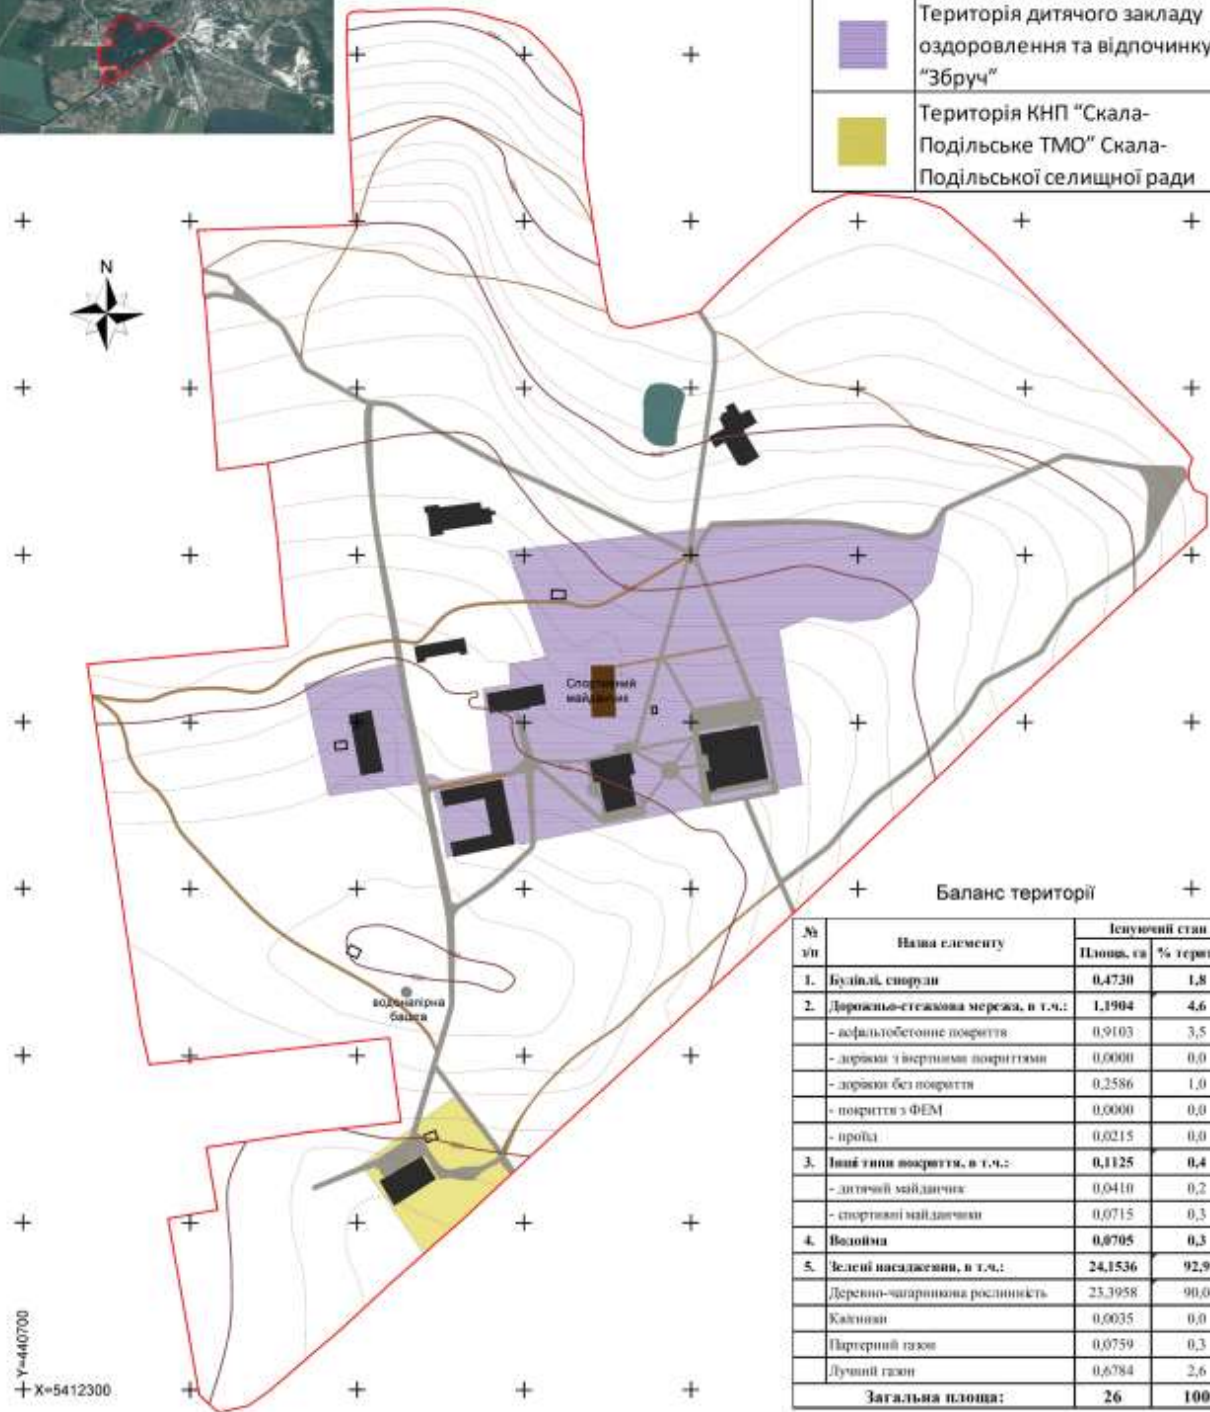 Територія дитячого закладу
оздоровлення та відпочинку
"Збруч"
Територія КНП "Скала-
Подільське ТМО" Скала-
Подільської селищної ради
N
Спортивний
майданчик
водонапірна
башта
Y=440700
X=5412300
Баланс території
№ з/п Назва елементу Існуючий стан
Площа, га %
1. Будівлі, споруди 0,4730 1,8
2. Дорожньо-стежкова мережа, в т.ч.: 1,1904 4,6
- асфальтобетонне покриття 0,9103 3,5
- доріжки з інертними покриттями 0,0000 0,0
- доріжки без покриття 0,2586 1,0
- покриття з ФЕМ 0,0000 0,0
- проїзд 0,0215 0,0
3. Інші типи покриття, в т.ч.: 0,1125 0,4
- дитячий майданчик 0,0410 0,2
- спортивні майданчики 0,0715 0,3
4. Водойма 0,0705 0,3
5. Зелені насадження, в т.ч.: 24,1536 92,9
Деревно-чагарникова рослинність 23,3958 90,0
Квітники 0,0035 0,0
Партерний газон 0,0759 0,3
Лучний газон 0,6784 2,6
Загальна площа: 26 100